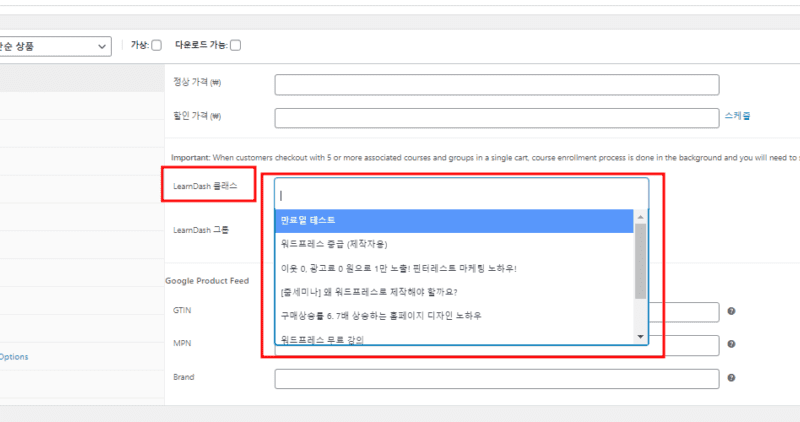 단순 상품
가상:
다운로드 가능:
정상 가격 (₩)
할인 가격 (₩)
스케줄
Important: When customers checkout with 5 or more associated courses and groups in a single cart, course enrollment process is done in the background and you will need to
LearnDash 클래스
만료일 테스트
워드프레스 중급 (제작자용)
LearnDash 그룹
이웃 0, 광고료 0 원으로 1만 노출! 핀터레스트 마케팅 노하우!
[줌세미나] 왜 워드프레스로 제작해야 할까요?
Google Product Feed
GTIN
구매상승률 6. 7배 상승하는 홈페이지 디자인 노하우
워드프레스 무료 강의
MPN
Options
Brand